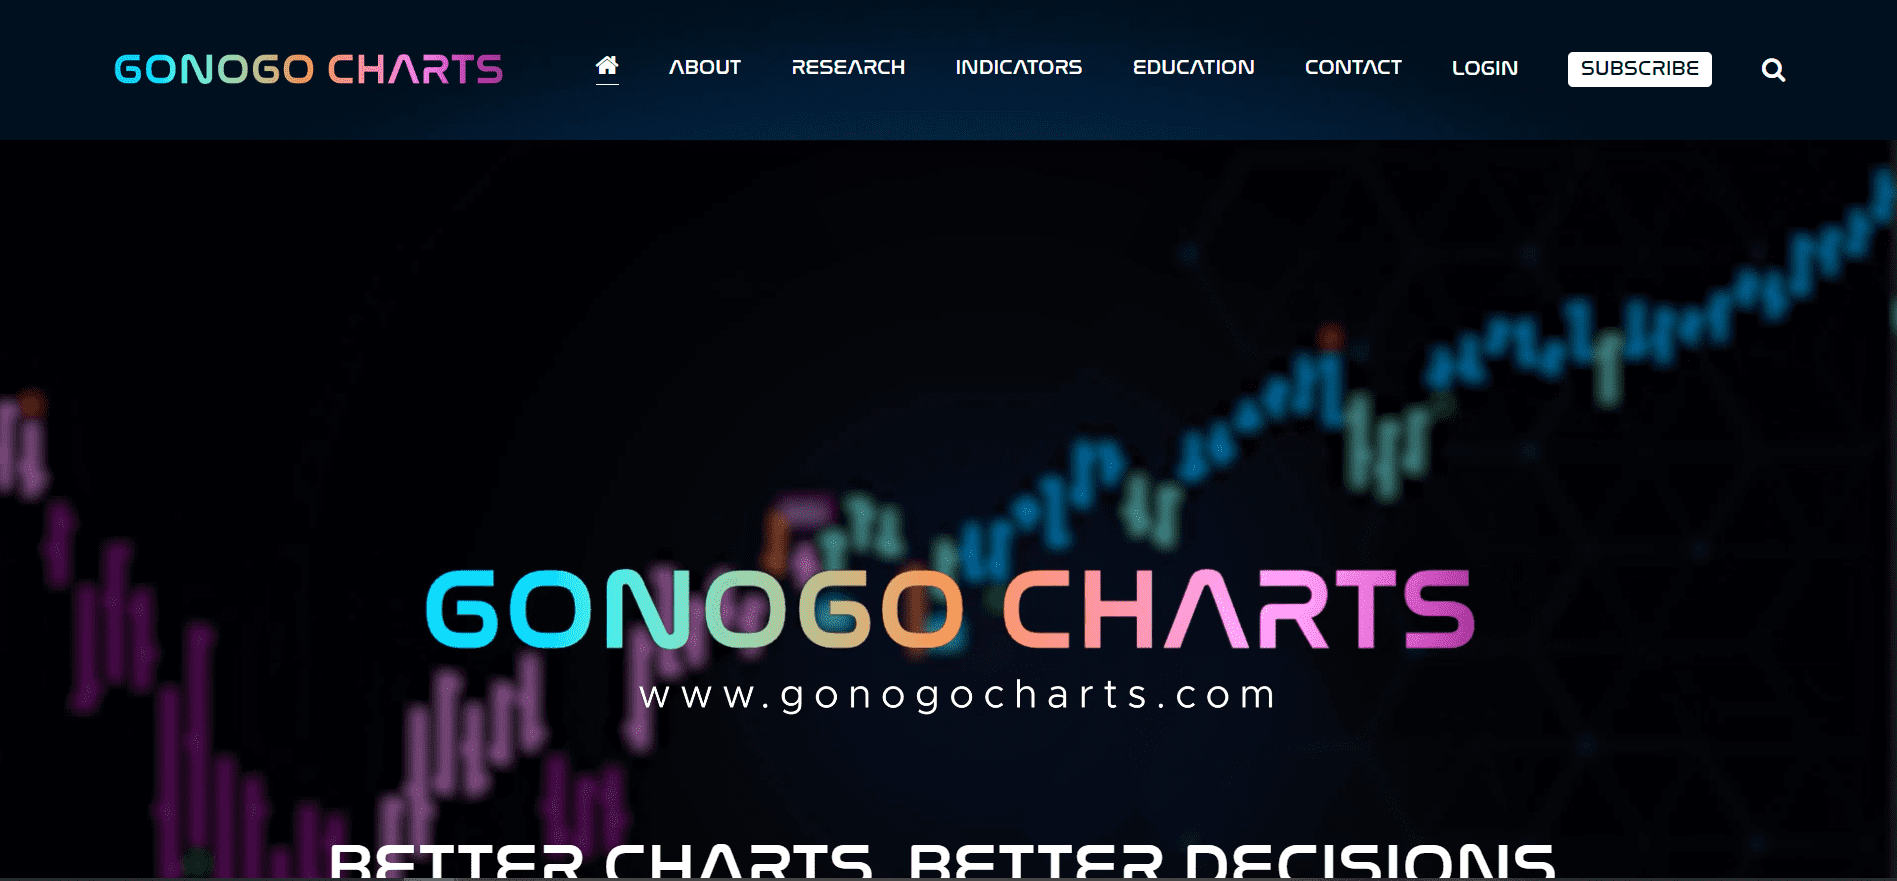 GONOGO CHARTS
ABOUT
RESEARCH
INDICATORS
EDUCATION
CONTACT
LOGIN
SUBSCRIBE
GONOGO CHARTS
www.gonogocharts.com
BETTER CHARTS. BETTER DECISIONS